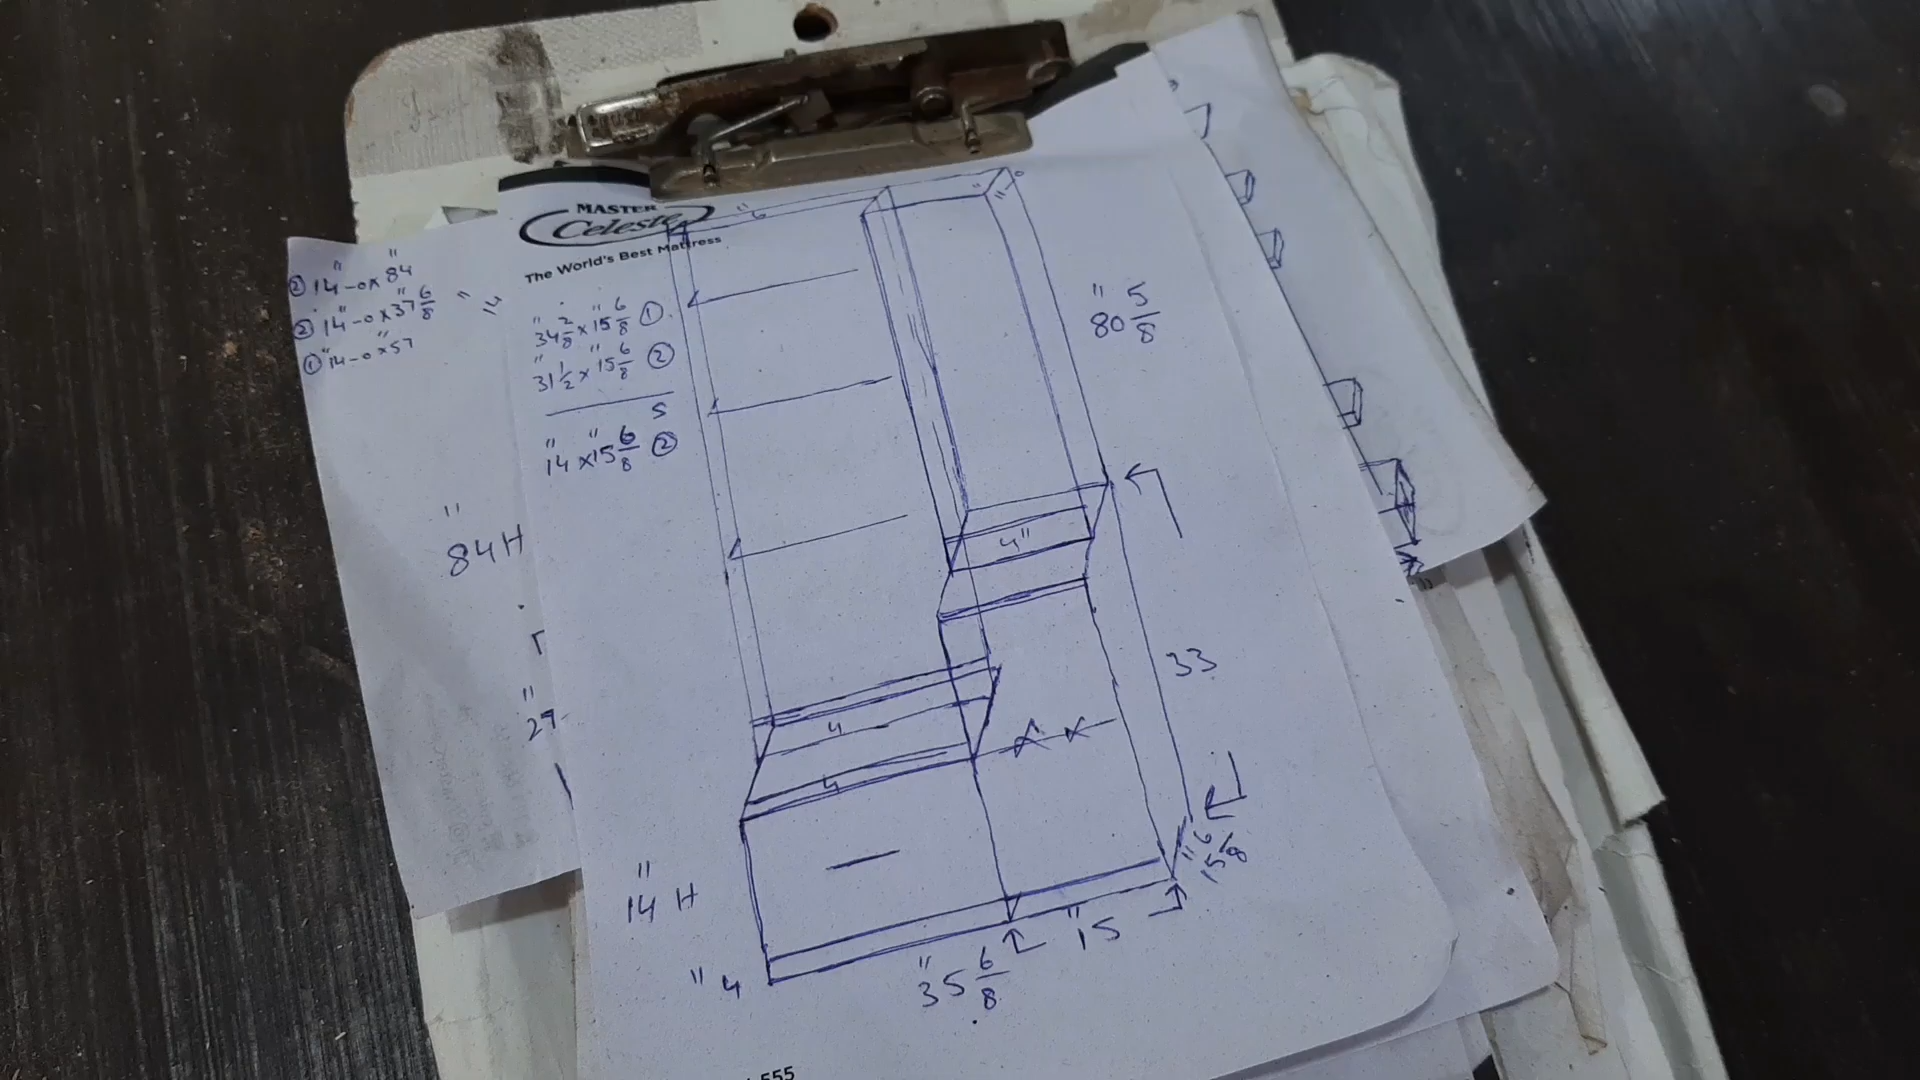 MASTER
Celeste
The World's Best Mattress
② 14"-0 x 84"
② 14"-0 x 37" 6/8
① 14"-0 x 57"
34" 2/8 x 15" 6/8 ①
31" 1/2 x 15" 6/8 ②
5
14" x 15" 6/8 ②
6"
80" 5/8
84" H
4"
33
4
4
14" H
4"
15" 6/8
15"
35" 6/8
555